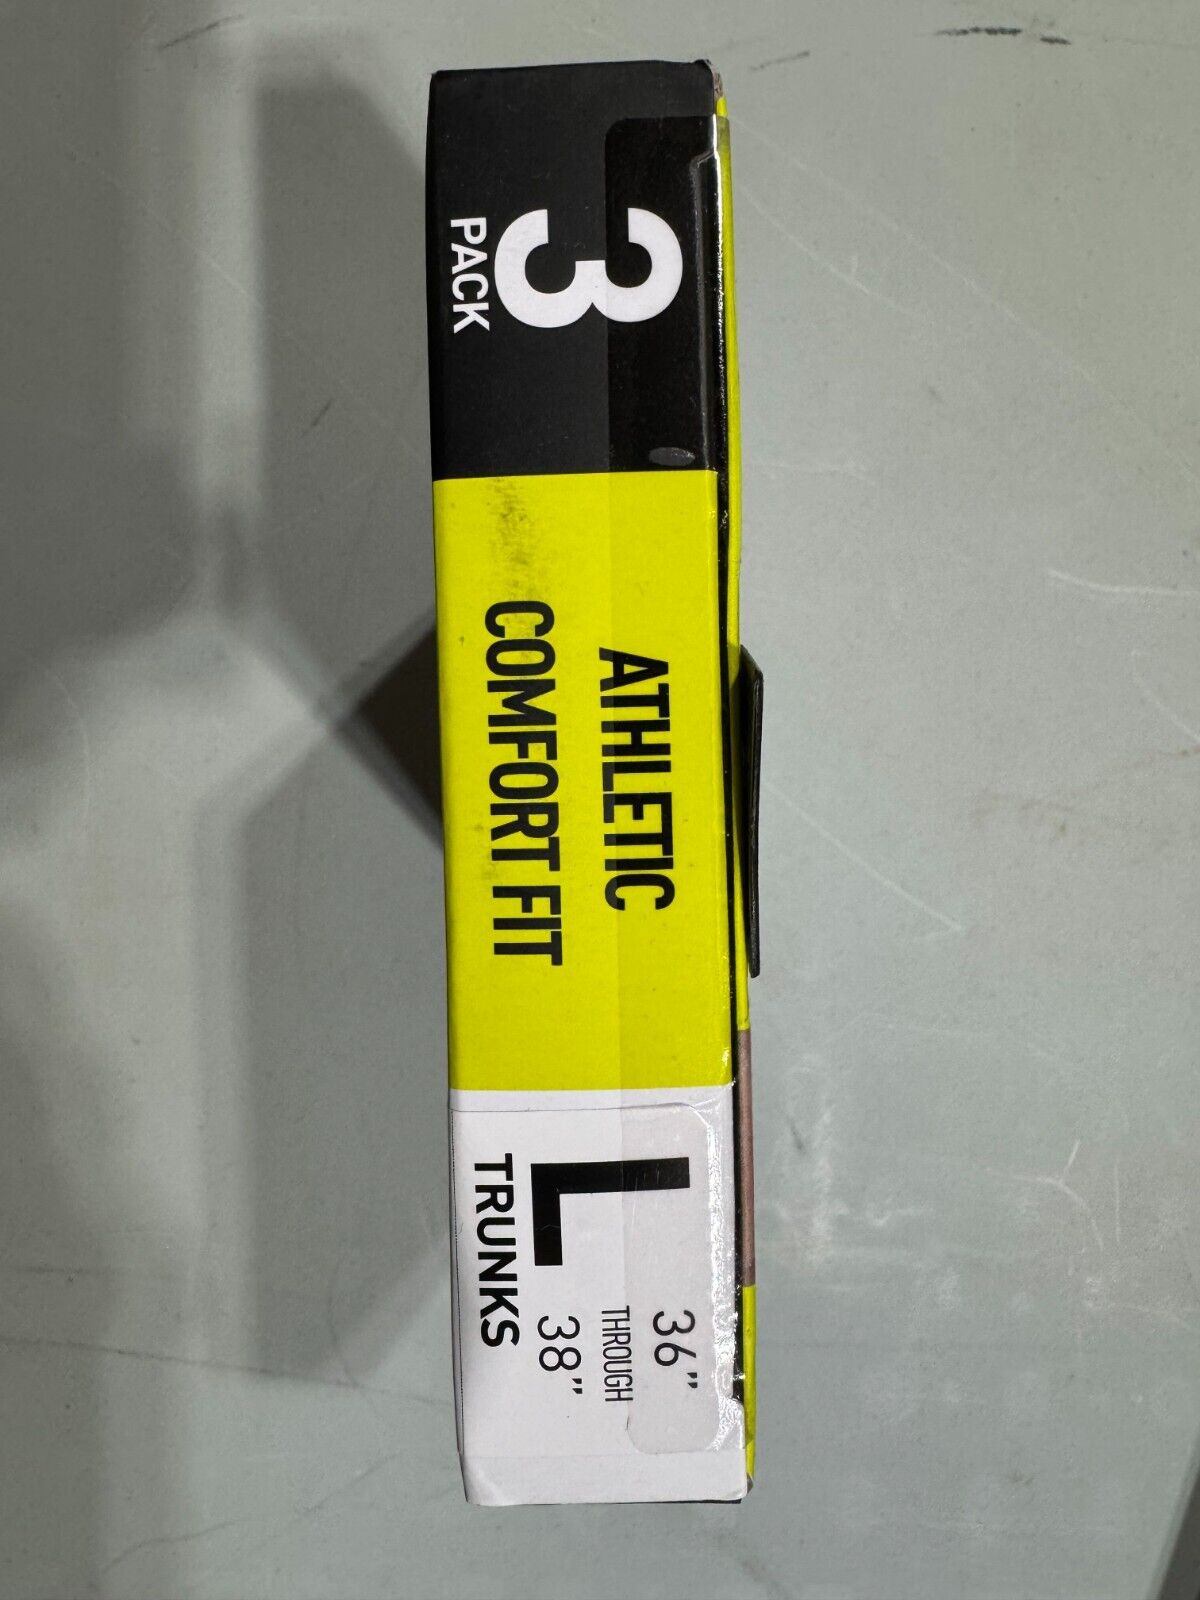 3
PACK
ATHLETIC
COMFORT FIT
L
TRUNKS
36"
THROUGH
38"